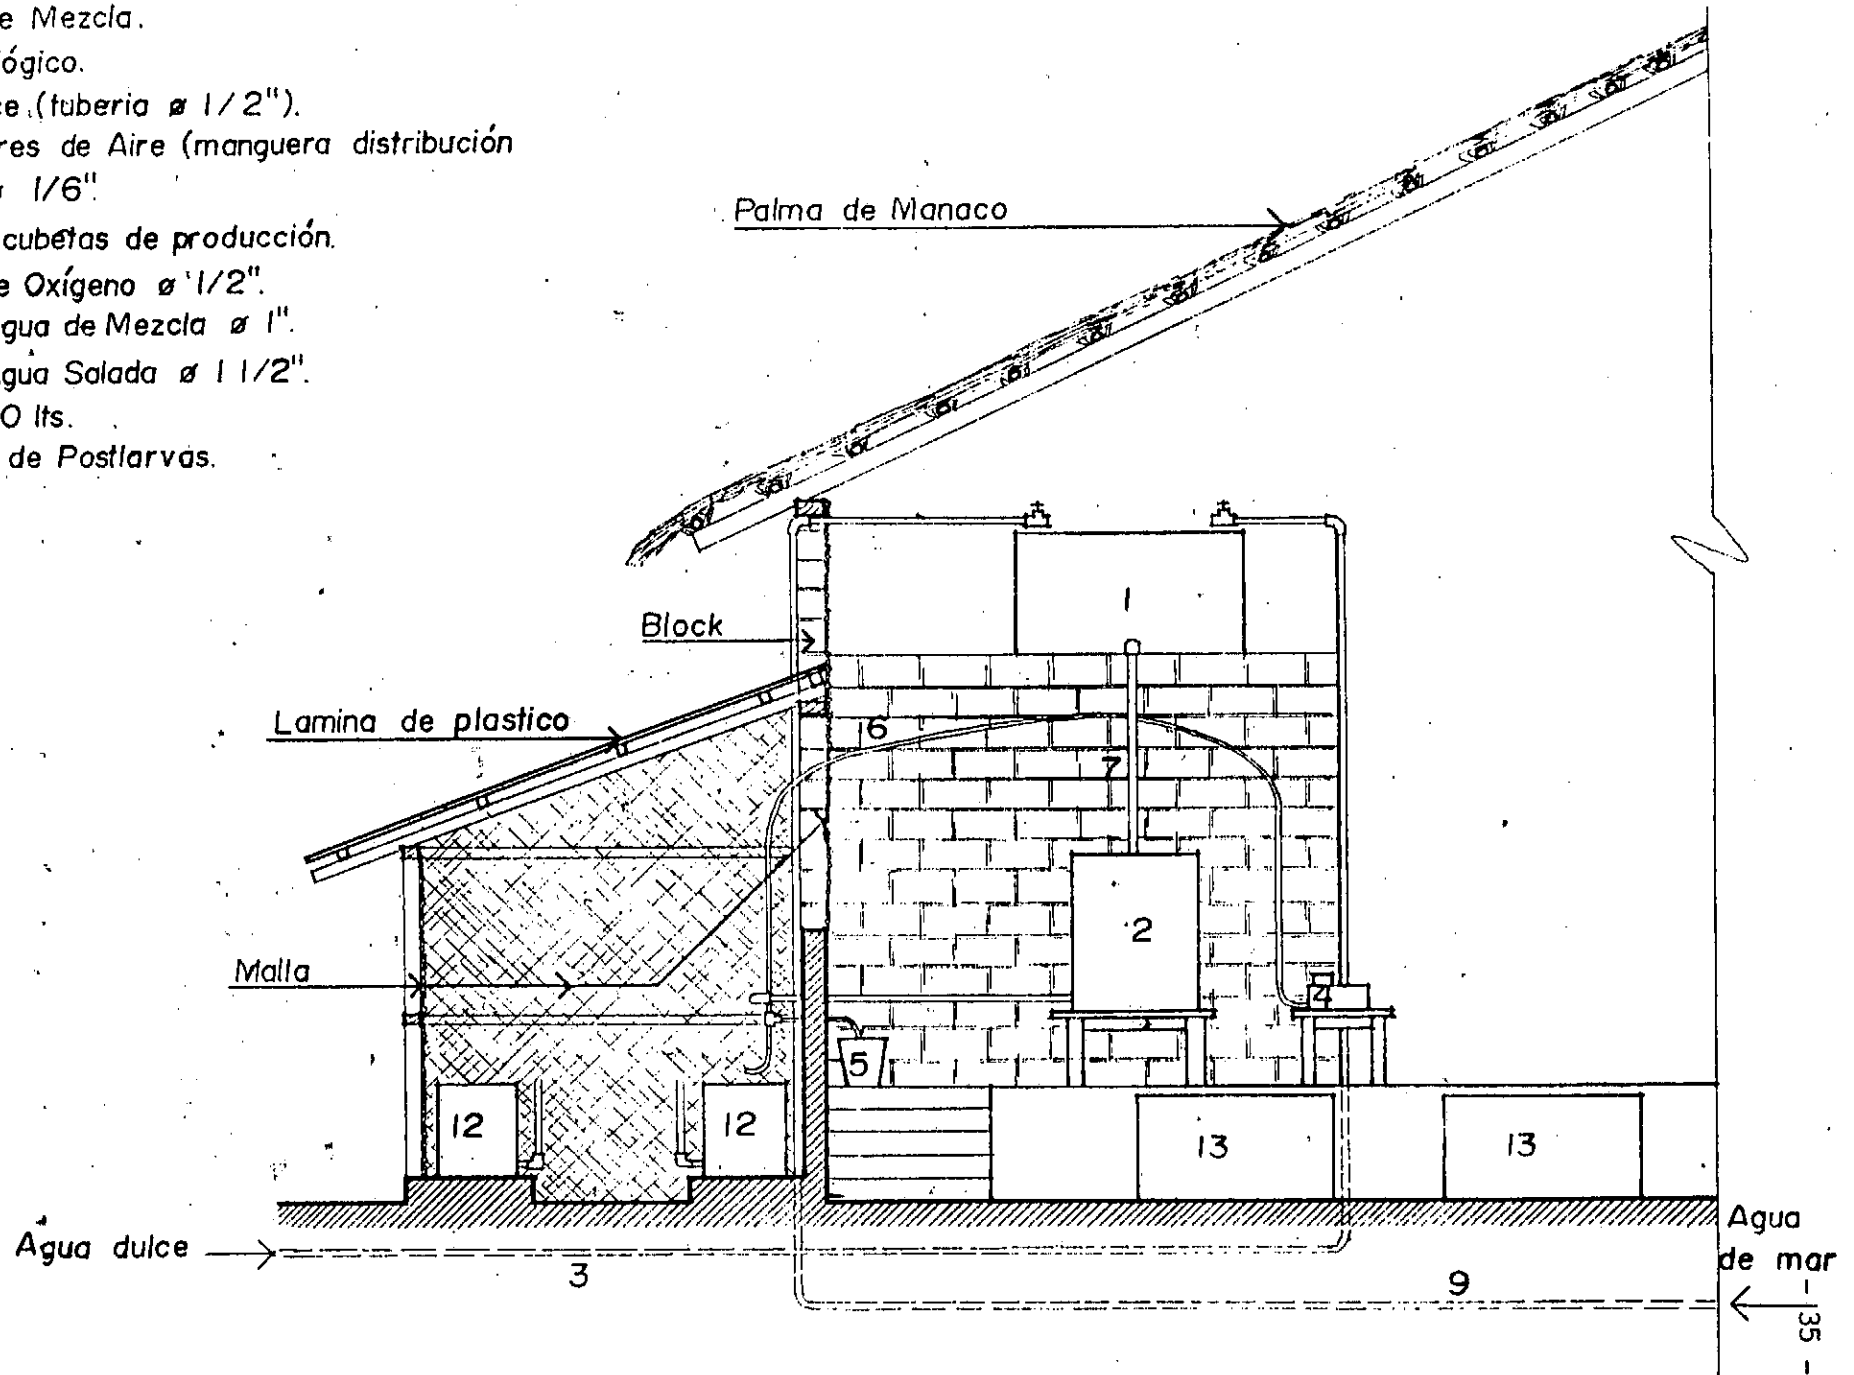 e Mezcla.
ógico.
ce (tuberia ø 1/2").
res de Aire (manguera distribución
1/6".
cubetas de producción.
e Oxígeno ø 1/2".
gua de Mezcla ø 1".
gua Salada ø 1 1/2".
0 lts.
de Postlarvas.
Palma de Manaco
Block
1
Lamina de plastico
6
7
2
Malla
4
5
12
12
13
13
Agua dulce
3
Agua
de mar
9
- 35 -